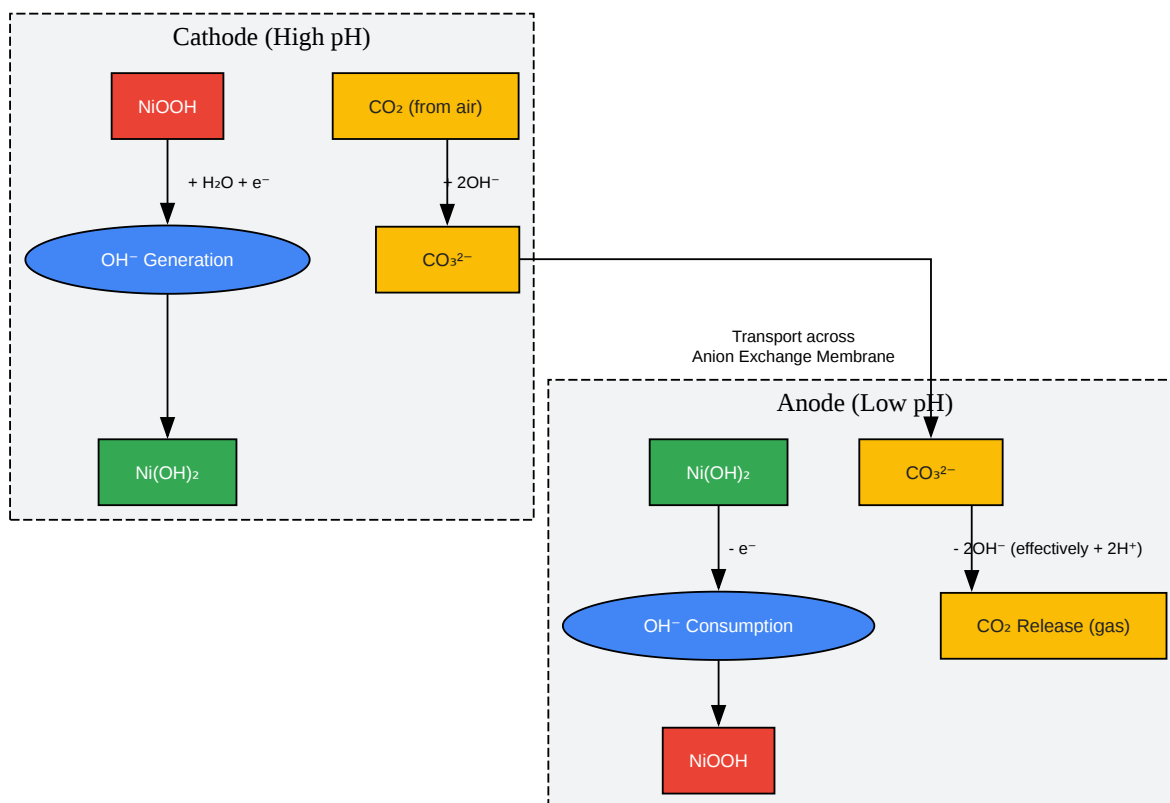 Cathode (High pH)
NiOOH
CO₂ (from air)
+ H₂O + e⁻
+ 2OH⁻
OH⁻ Generation
CO₃²⁻
Transport across
Anion Exchange Membrane
Ni(OH)₂
Anode (Low pH)
Ni(OH)₂
CO₃²⁻
- e⁻
- 2OH⁻ (effectively + 2H⁺)
OH⁻ Consumption
CO₂ Release (gas)
NiOOH